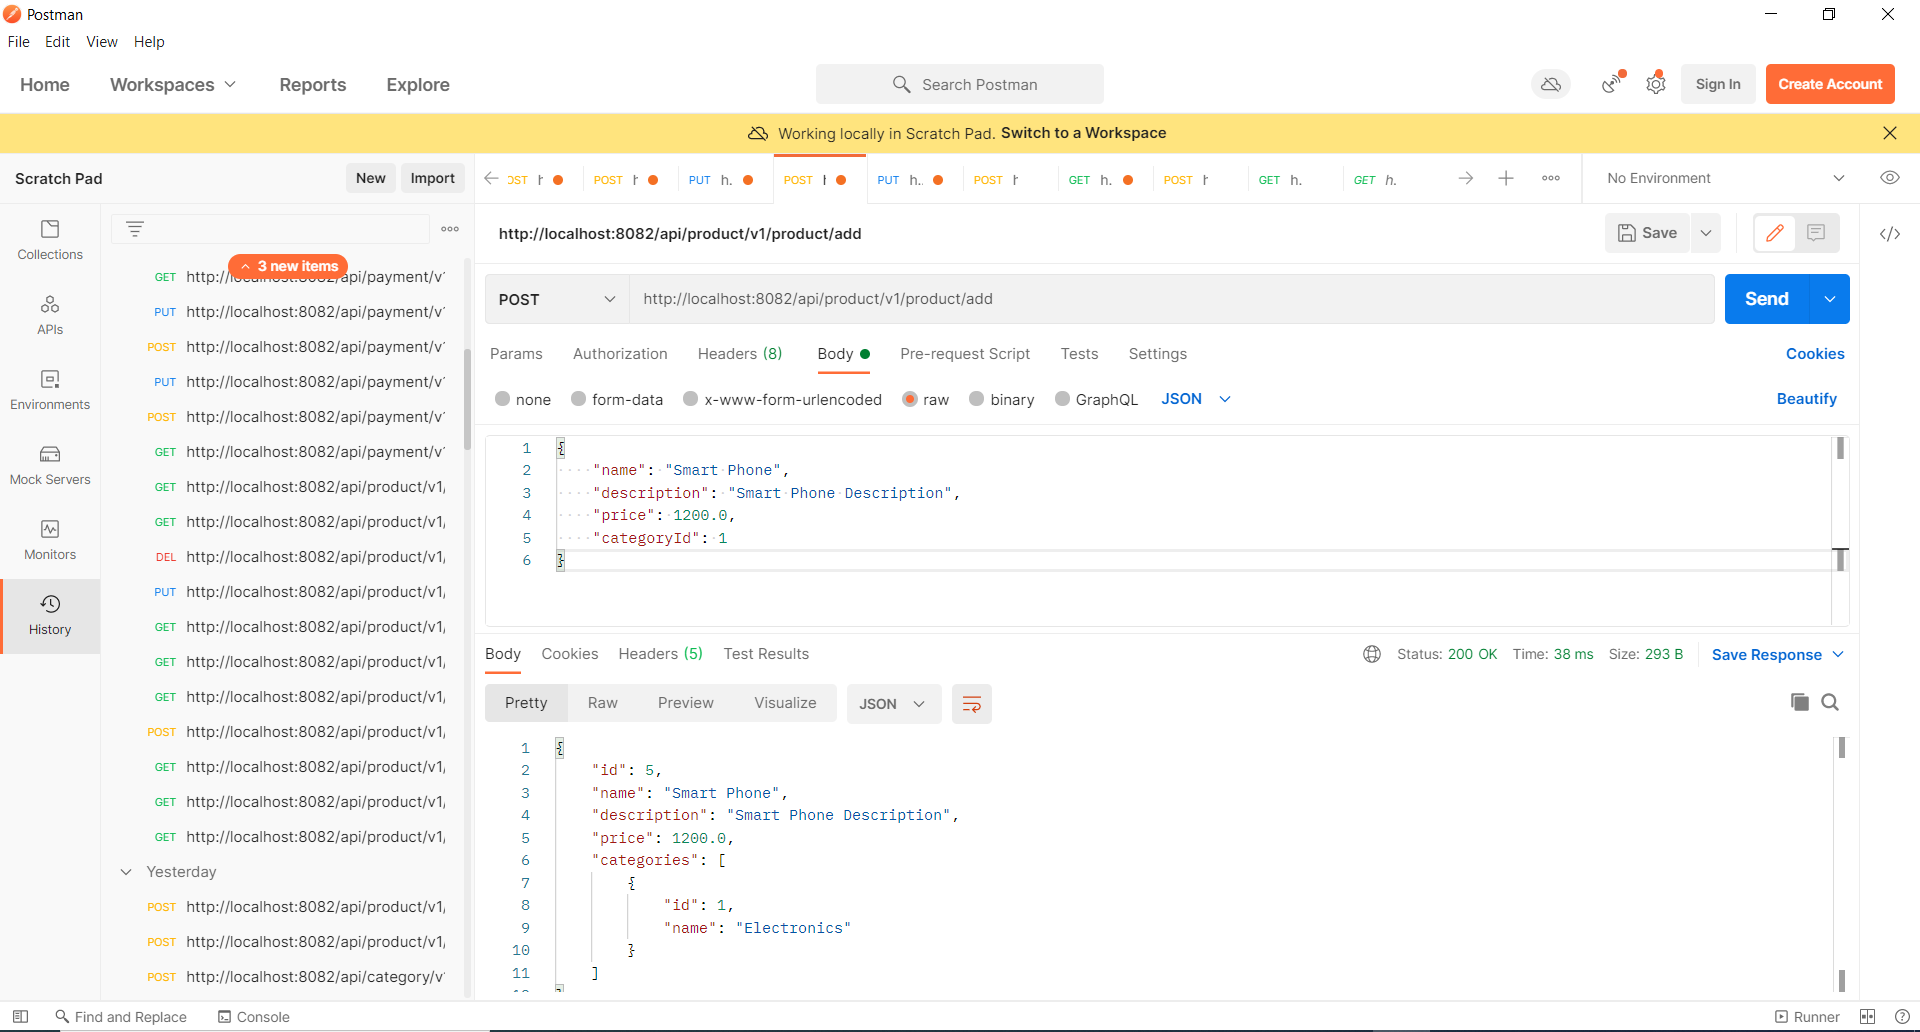 Postman
File Edit View Help
Home Workspaces Reports Explore Search Postman Sign In Create Account
Working locally in Scratch Pad. Switch to a Workspace
Scratch Pad New Import
POST h PUT h. POST PUT h.. POST GET h. POST GET h. GET h. No Environment
Collections
APIs
Environments
Mock Servers
Monitors
History
3 new items
GET http://localhost:8082/api/payment/v1
PUT http://localhost:8082/api/payment/v1
POST http://localhost:8082/api/payment/v1
PUT http://localhost:8082/api/payment/v1
POST http://localhost:8082/api/payment/v1
GET http://localhost:8082/api/payment/v1
GET http://localhost:8082/api/product/v1/
GET http://localhost:8082/api/product/v1/
DEL http://localhost:8082/api/product/v1/
PUT http://localhost:8082/api/product/v1/
GET http://localhost:8082/api/product/v1/
GET http://localhost:8082/api/product/v1/
GET http://localhost:8082/api/product/v1/
POST http://localhost:8082/api/product/v1/
GET http://localhost:8082/api/product/v1/
GET http://localhost:8082/api/product/v1/
GET http://localhost:8082/api/product/v1/
Yesterday
POST http://localhost:8082/api/product/v1/
POST http://localhost:8082/api/product/v1/
POST http://localhost:8082/api/category/v
http://localhost:8082/api/product/v1/product/add Save </>
POST http://localhost:8082/api/product/v1/product/add Send
Params Authorization Headers (8) Body Pre-request Script Tests Settings Cookies
none form-data x-www-form-urlencoded raw binary GraphQL JSON Beautify
1 {
2 "name": "Smart Phone",
3 "description": "Smart Phone Description",
4 "price": 1200.0,
5 "categoryId": 1
6 }
Body Cookies Headers (5) Test Results Status: 200 OK Time: 38 ms Size: 293 B Save Response
Pretty Raw Preview Visualize JSON
1 {
2 "id": 5,
3 "name": "Smart Phone",
4 "description": "Smart Phone Description",
5 "price": 1200.0,
6 "categories": [
7 {
8 "id": 1,
9 "name": "Electronics"
10 }
11 ]
Find and Replace Console Runner